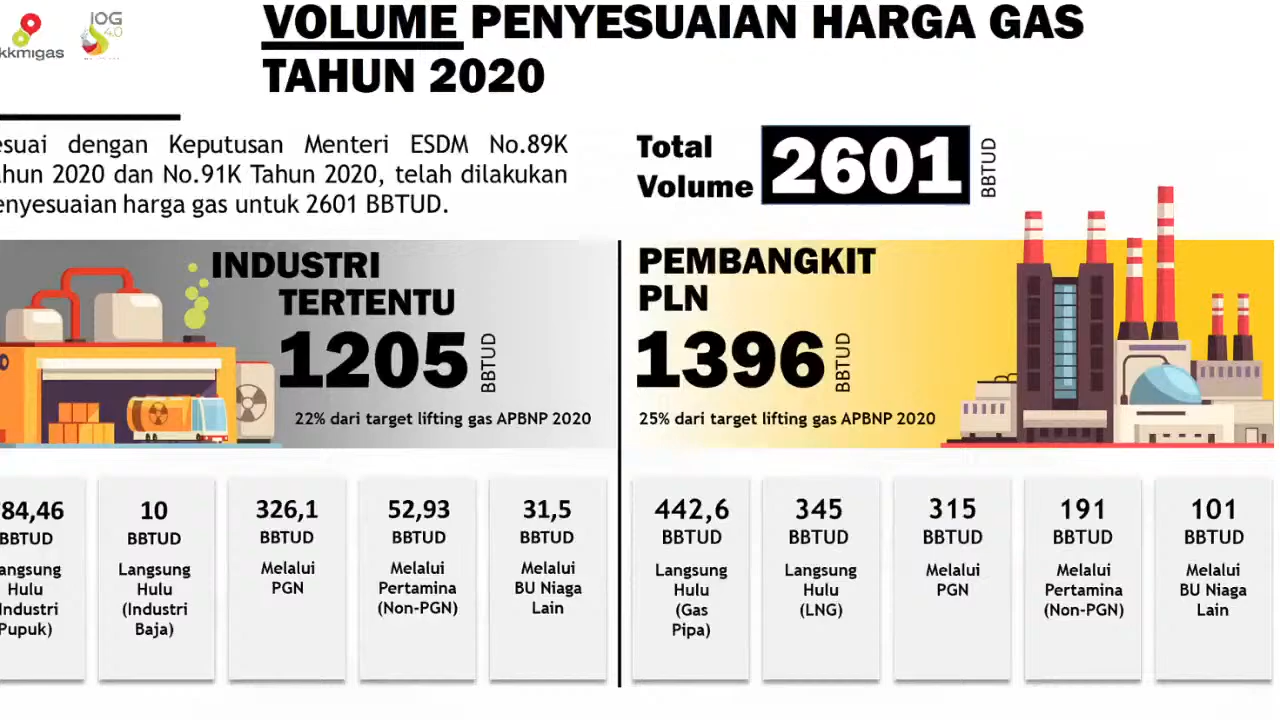 kkmigas
IOG
4.0
VOLUME PENYESUAIAN HARGA GAS
TAHUN 2020
esuai dengan Keputusan Menteri ESDM No.89K
ahun 2020 dan No.91K Tahun 2020, telah dilakukan
enyesuaian harga gas untuk 2601 BBTUD.
Total
Volume
2601
BBTUD
INDUSTRI
TERTENTU
1205
BBTUD
22% dari target lifting gas APBNP 2020
PEMBANGKIT
PLN
1396
BBTUD
25% dari target lifting gas APBNP 2020
84,46
BBTUD
angsung
Hulu
Industri
Pupuk)
10
BBTUD
Langsung
Hulu
(Industri
Baja)
326,1
BBTUD
Melalui
PGN
52,93
BBTUD
Melalui
Pertamina
(Non-PGN)
31,5
BBTUD
Melalui
BU Niaga
Lain
442,6
BBTUD
Langsung
Hulu
(Gas
Pipa)
345
BBTUD
Langsung
Hulu
(LNG)
315
BBTUD
Melalui
PGN
191
BBTUD
Melalui
Pertamina
(Non-PGN)
101
BBTUD
Melalui
BU Niaga
Lain